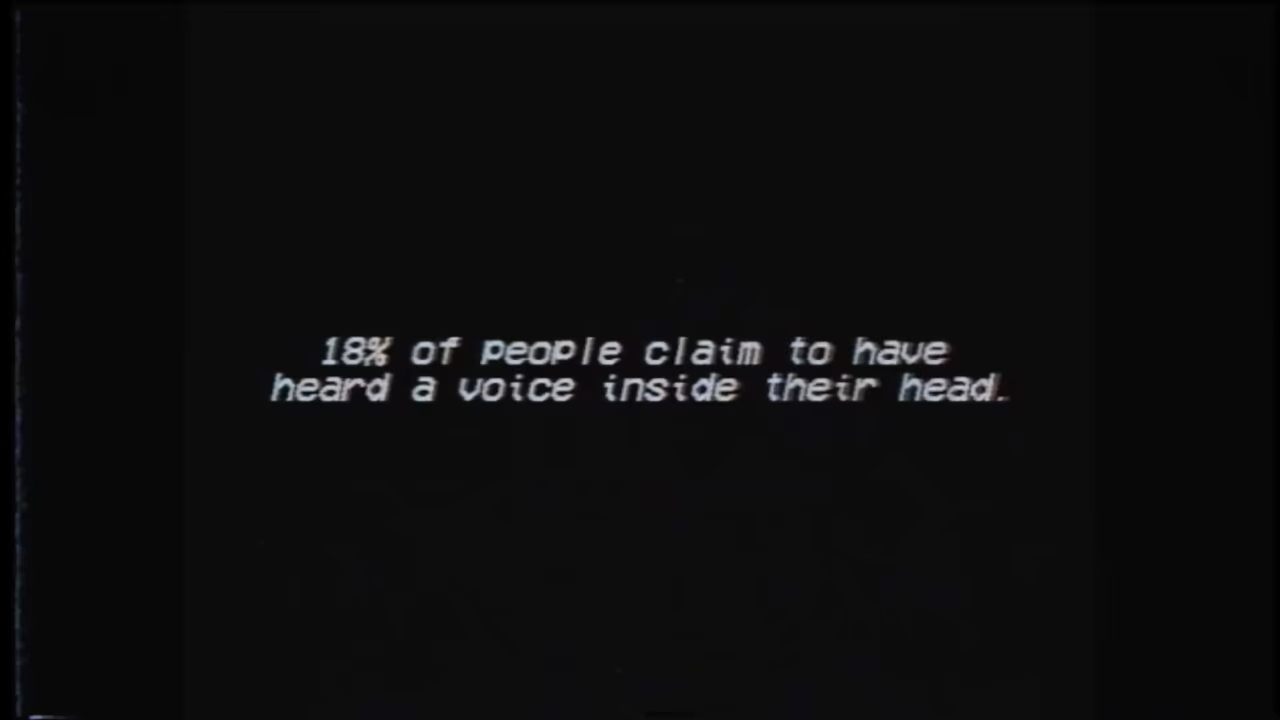 18% of people claim to have
heard a voice inside their head.